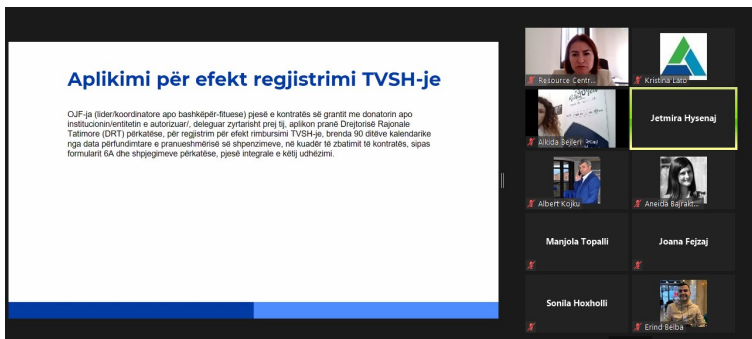 Aplikimi për efekt regjistrimi TVSH-je
OJF-ja (lider/koordinatore apo bashkëpër-fituese) pjesë e kontratës së grantit me donatorin apo
institucionin/entitetin e autorizuar/, deleguar zyrtarisht prej tij, aplikon pranë Drejtorisë Rajonale
Tatimore (DRT) përkatëse, për regjistrim për efekt rimbursimi TVSH-je, brenda 90 ditëve kalendarike
nga data përfundimtare e pranueshmërisë së shpenzimeve, në kuadër të zbatimit të kontratës, sipas
formularit 6A dhe shpjegimeve përkatëse, pjesë integrale e këtij udhëzimi.
Resource Centr...
Kristina Lato
Alkida Bejleri
Jetmira Hysenaj
Albert Kojku
Aneida Bajrakt...
Manjola Topalli
Joana Fejzaj
Sonila Hoxholli
Erind Belba